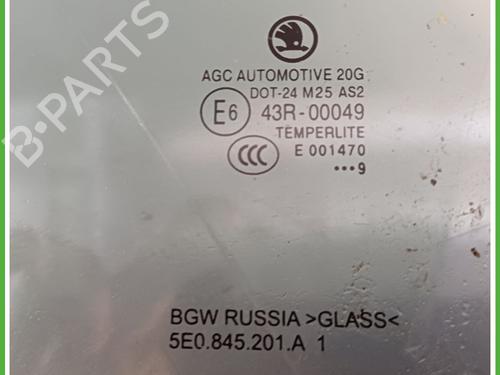 B-PARTS
AGC AUTOMOTIVE 20G
DOT-24 M25 AS2
E6 43R-00049
TEMPERLITE
CCC E 001470
•••9
BGW RUSSIA >GLASS<
5E0.845.201.A 1